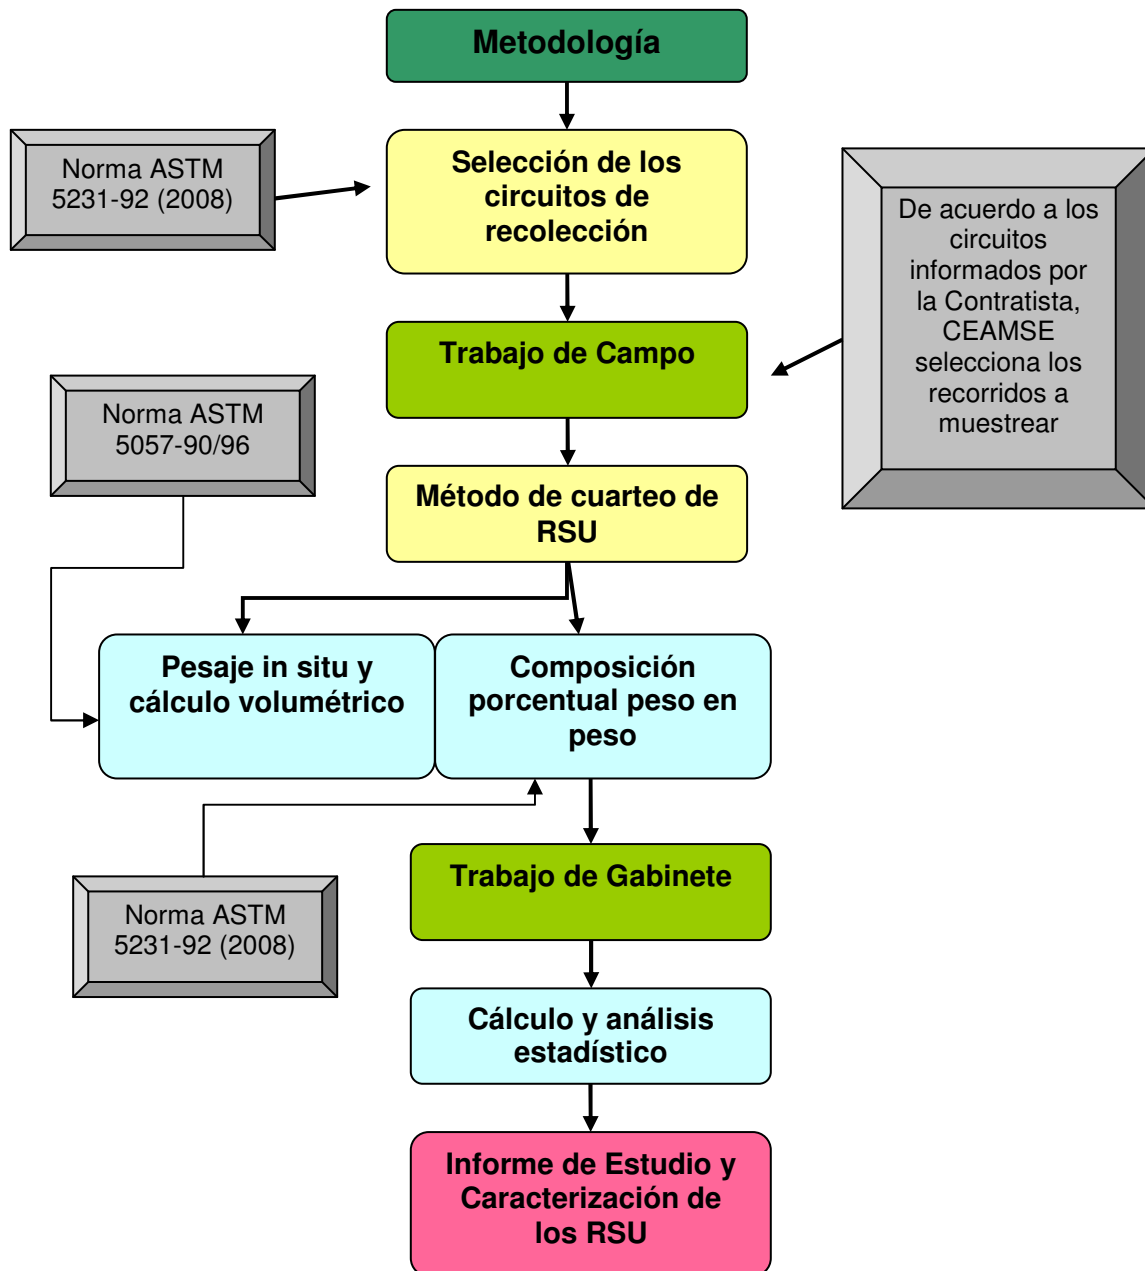 Metodología
Norma ASTM
5231-92 (2008)
Selección de los
circuitos de
recolección
De acuerdo a los
circuitos
informados por
la Contratista,
CEAMSE
selecciona los
recorridos a
muestrear
Trabajo de Campo
Norma ASTM
5057-90/96
Método de cuarteo de
RSU
Pesaje in situ y
cálculo volumétrico
Composición
porcentual peso en
peso
Trabajo de Gabinete
Norma ASTM
5231-92 (2008)
Cálculo y análisis
estadístico
Informe de Estudio y
Caracterización de
los RSU